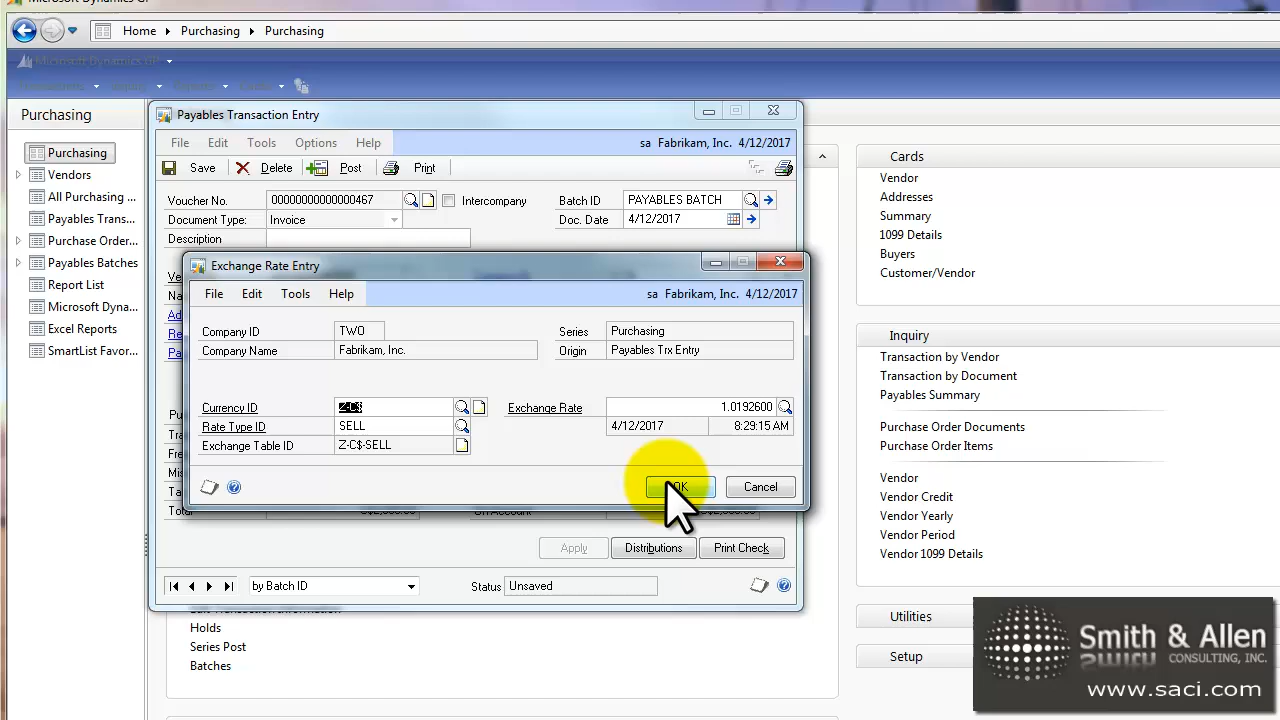 Microsoft Dynamics GP
Home Purchasing Purchasing
Microsoft Dynamics GP
Purchasing
Purchasing
Vendors
All Purchasing ...
Payables Trans...
Purchase Order...
Payables Batches
Report List
Microsoft Dyna...
Excel Reports
SmartList Favor...
Payables Transaction Entry
File Edit Tools Options Help
sa Fabrikam, Inc. 4/12/2017
Save Delete Post Print
Voucher No. 00000000000000467 Intercompany Batch ID PAYABLES BATCH
Document Type: Invoice Doc. Date 4/12/2017
Description
Exchange Rate Entry
File Edit Tools Help
sa Fabrikam, Inc. 4/12/2017
Company ID TWO Series Purchasing
Company Name Fabrikam, Inc. Origin Payables Trx Entry
Currency ID Z-C$ Exchange Rate 1.0192600
Rate Type ID SELL 4/12/2017 8:29:15 AM
Exchange Table ID Z-C$-SELL
OK Cancel
Apply Distributions Print Check
by Batch ID Status Unsaved
Holds
Series Post
Batches
Cards
Vendor
Addresses
Summary
1099 Details
Buyers
Customer/Vendor
Inquiry
Transaction by Vendor
Transaction by Document
Payables Summary
Purchase Order Documents
Purchase Order Items
Vendor
Vendor Credit
Vendor Yearly
Vendor Period
Vendor 1099 Details
Utilities
Setup
Smith & Allen
CONSULTING, INC.
www.saci.com